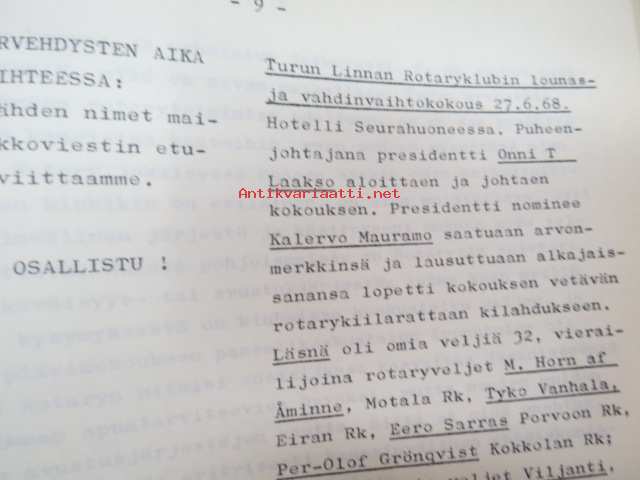 - 9 -
RVEHDYSTEN AIKA
IHTEESSA:
ähden nimet mai-
kkoviestin etu-
viittaamme.
OSALLISTU !
Turun Linnan Rotaryklubin lounas-
ja vahdinvaihtokokous 27.6.68.
Hotelli Seurahuoneessa. Puheen-
johtajana presidentti Onni T
Laakso aloittaen ja johtaen
kokouksen. Presidentti nominee
Kalervo Mauramo saatuaan arvon-
merkkinsä ja lausuttuaan alkajais-
sanansa lopetti kokouksen vetävän
rotarykiilarattaan kilahdukseen.
Läsnä oli omia veljiä 32, vierai-
lijoina rotaryveljet M. Horn af
Åminne, Motala Rk, Tyko Vanhala,
Eiran Rk, Eero Sarras Porvoon Rk,
Per-Olof Grönqvist Kokkolan Rk;
veljet Viljanti,
Antikvariaatti.net